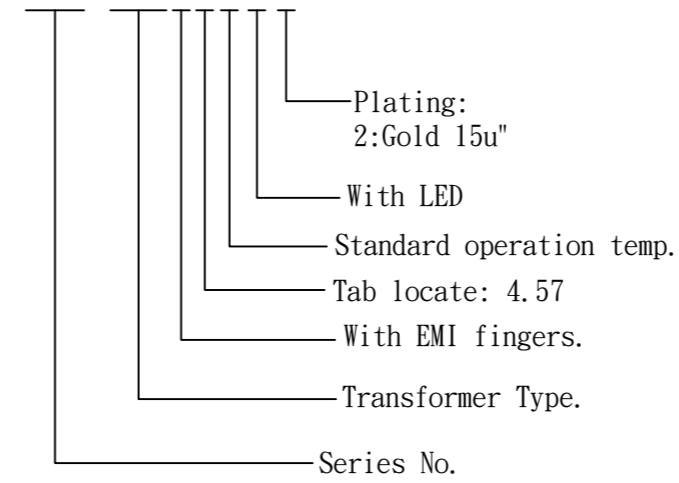 Plating:
2:Gold 15u"
With LED
Standard operation temp.
Tab locate: 4.57
With EMI fingers.
Transformer Type.
Series No.